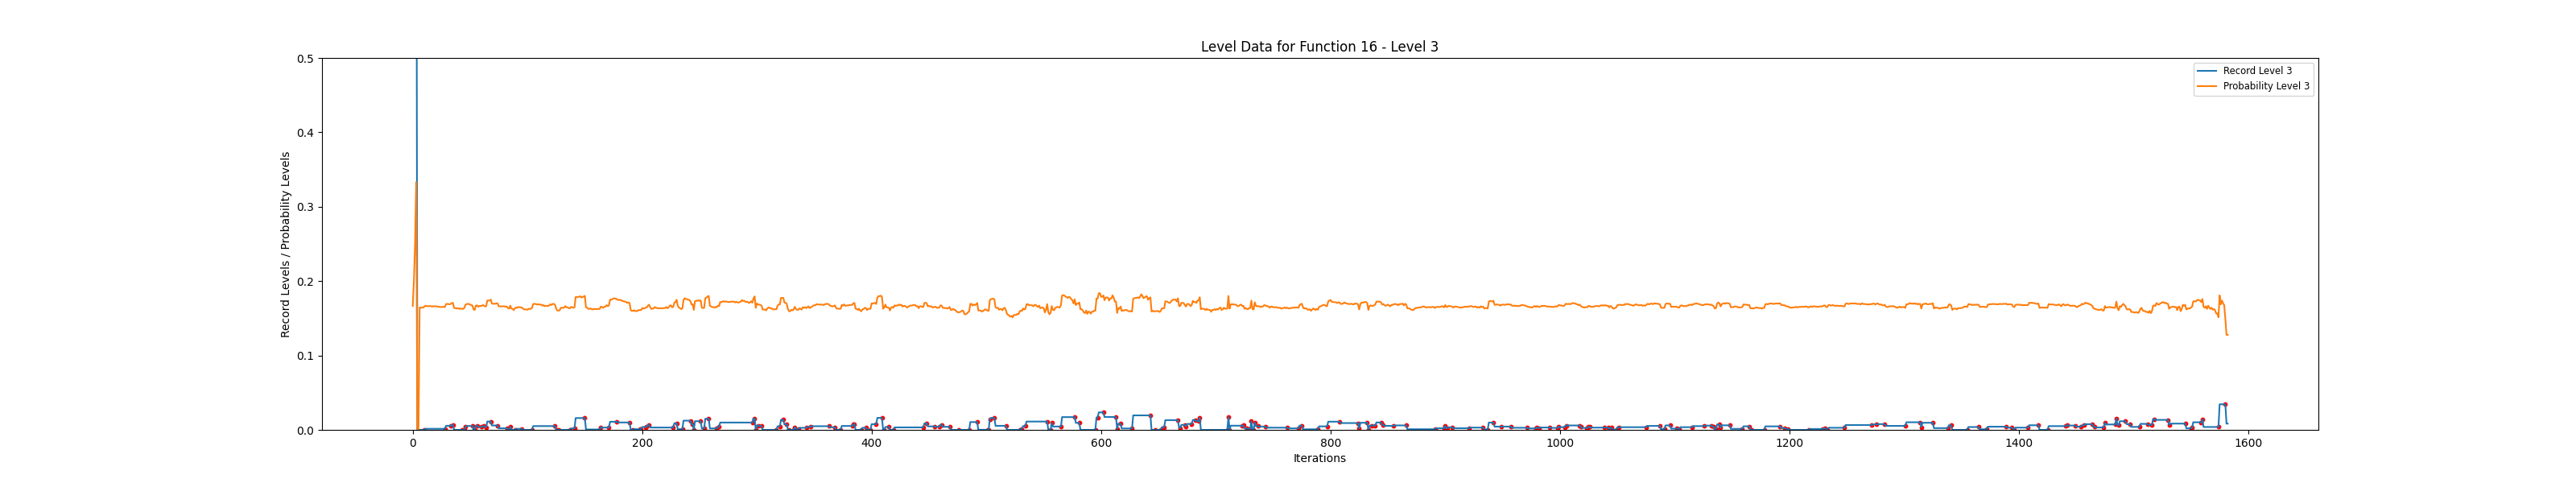 Level Data for Function 16 - Level 3
Record Levels / Probability Levels
0.5
0.4
0.3
0.2
0.1
0.0
Record Level 3
Probability Level 3
0 200 400 600 800 1000 1200 1400 1600
Iterations